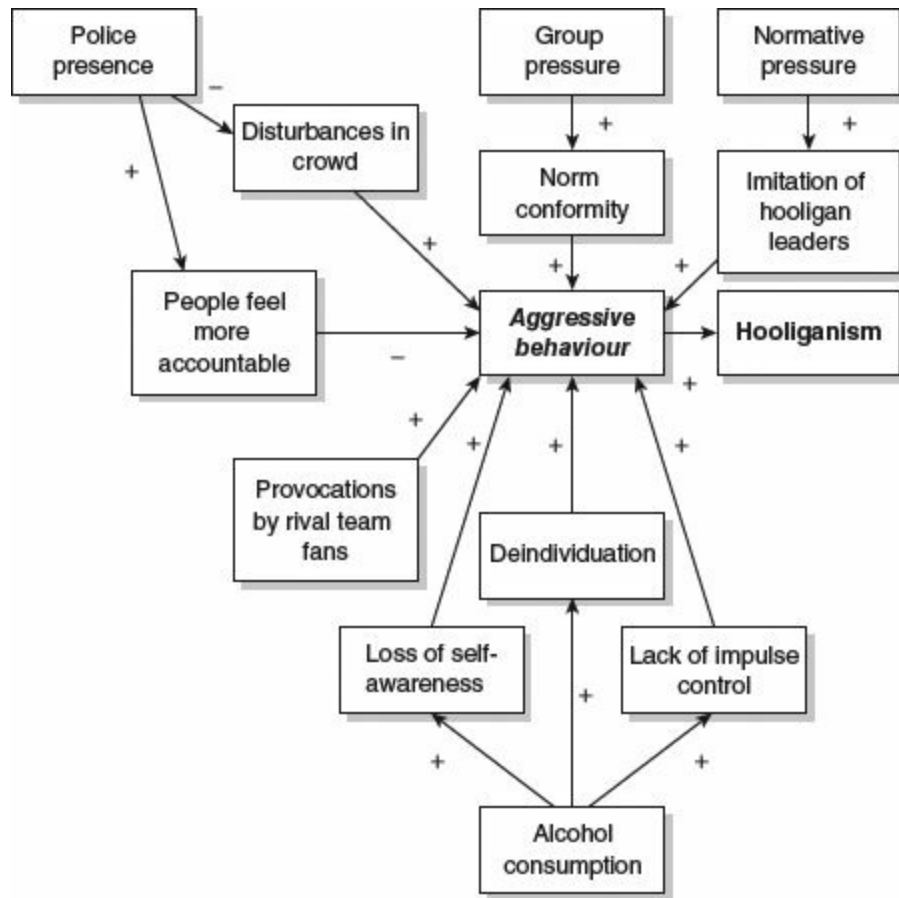 Police
presence
Group
pressure
Normative
pressure
–
Disturbances in
crowd
+
+
+
Norm
conformity
Imitation of
hooligan
leaders
+
+
+
People feel
more
accountable
Aggressive
behaviour
Hooliganism
–
+
+
+
+
+
Provocations
by rival team
fans
Deindividuation
Loss of self-
awareness
Lack of impulse
control
+
+
+
Alcohol
consumption